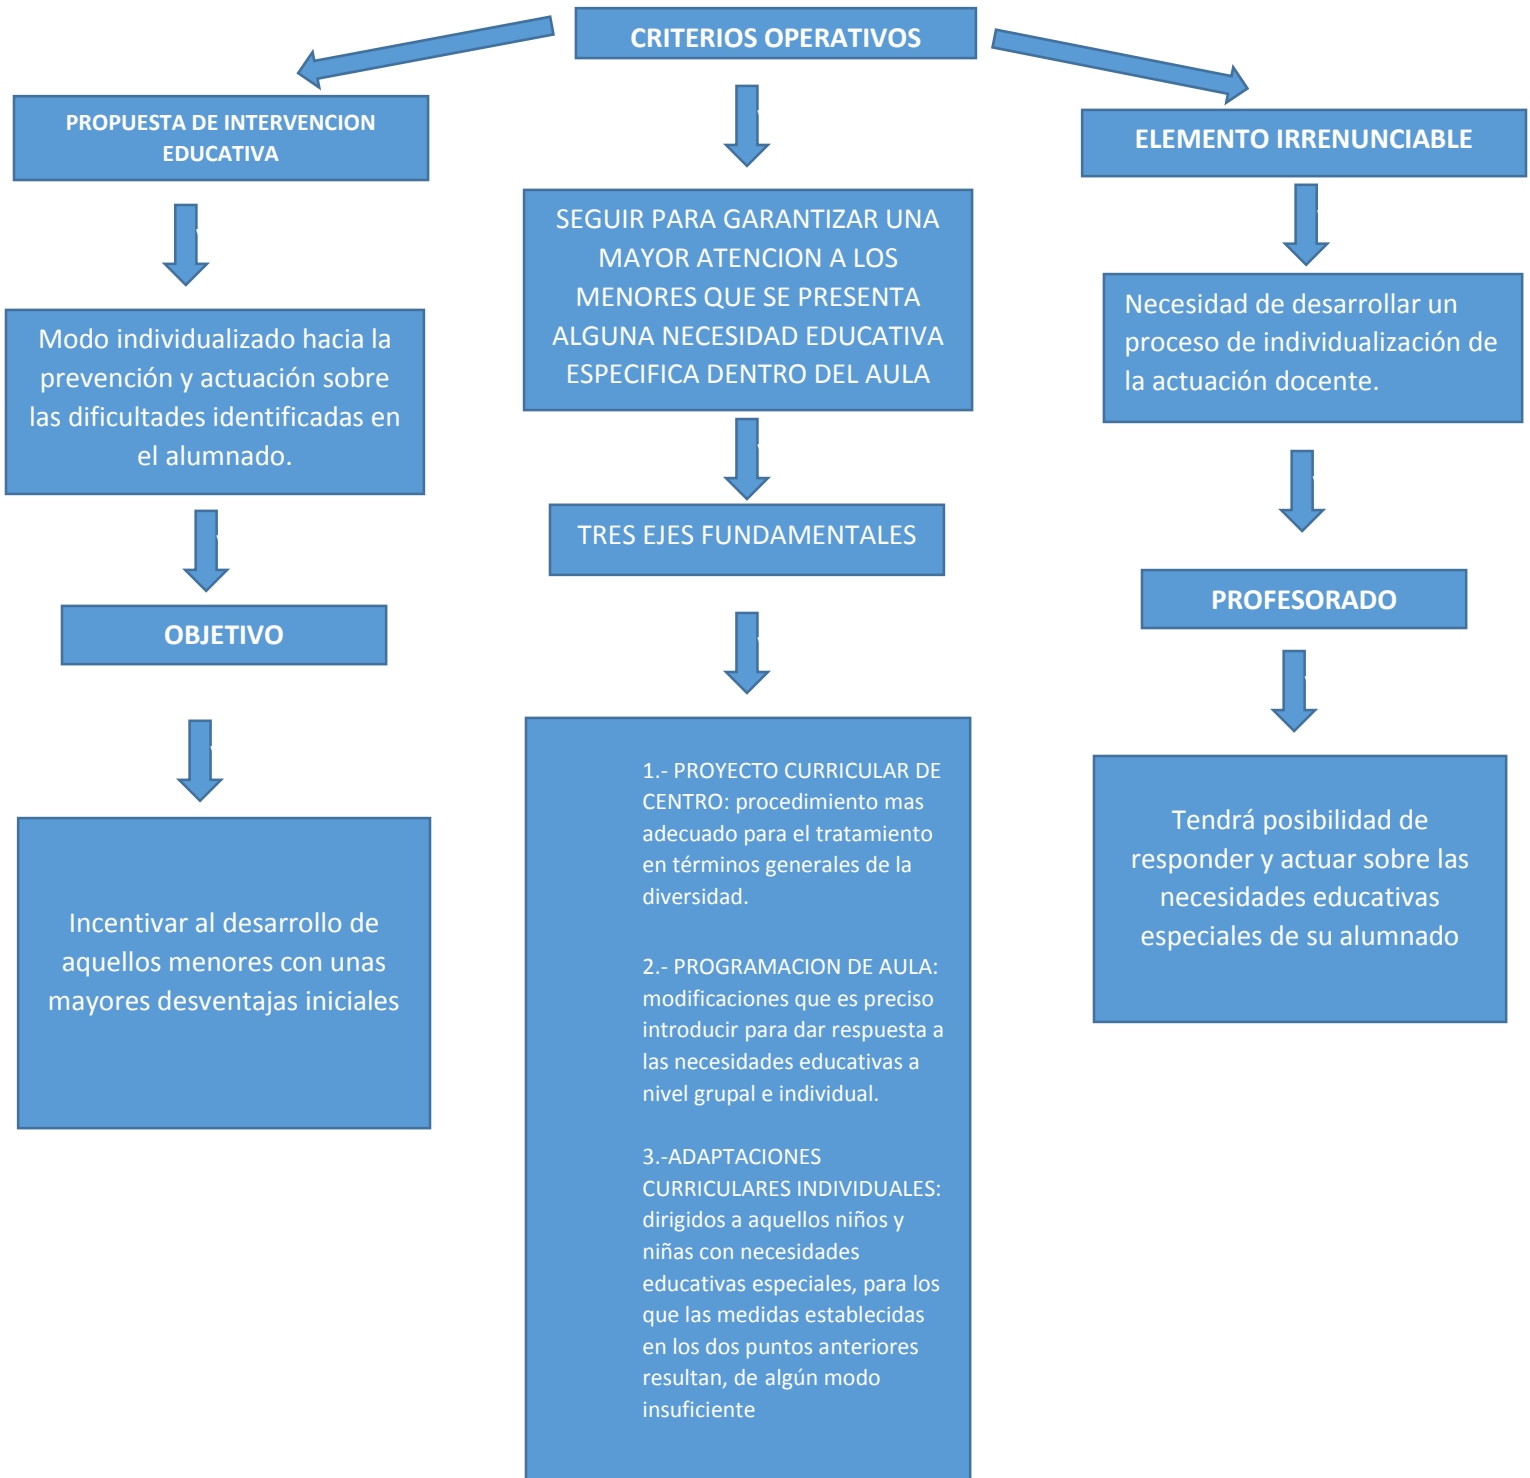 CRITERIOS OPERATIVOS
PROPUESTA DE INTERVENCION
EDUCATIVA
Modo individualizado hacia la
prevención y actuación sobre
las dificultades identificadas en
el alumnado.
OBJETIVO
Incentivar al desarrollo de
aquellos menores con unas
mayores desventajas iniciales
SEGUIR PARA GARANTIZAR UNA
MAYOR ATENCION A LOS
MENORES QUE SE PRESENTA
ALGUNA NECESIDAD EDUCATIVA
ESPECIFICA DENTRO DEL AULA
TRES EJES FUNDAMENTALES
1.- PROYECTO CURRICULAR DE
CENTRO: procedimiento mas
adecuado para el tratamiento
en términos generales de la
diversidad.
2.- PROGRAMACION DE AULA:
modificaciones que es preciso
introducir para dar respuesta a
las necesidades educativas a
nivel grupal e individual.
3.-ADAPTACIONES
CURRICULARES INDIVIDUALES:
dirigidos a aquellos niños y
niñas con necesidades
educativas especiales, para los
que las medidas establecidas
en los dos puntos anteriores
resultan, de algún modo
insuficiente
ELEMENTO IRRENUNCIABLE
Necesidad de desarrollar un
proceso de individualización de
la actuación docente.
PROFESORADO
Tendrá posibilidad de
responder y actuar sobre las
necesidades educativas
especiales de su alumnado